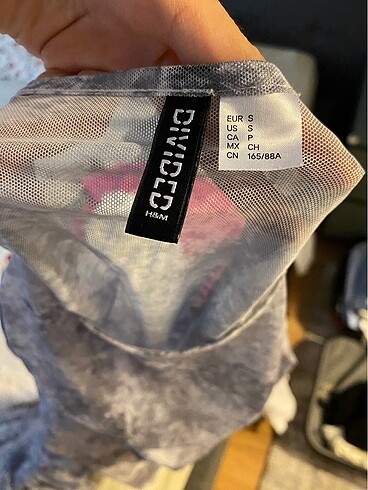 DIVIDED
H&M
EUR S
US S
CA P
MX CH
CN 165/88A